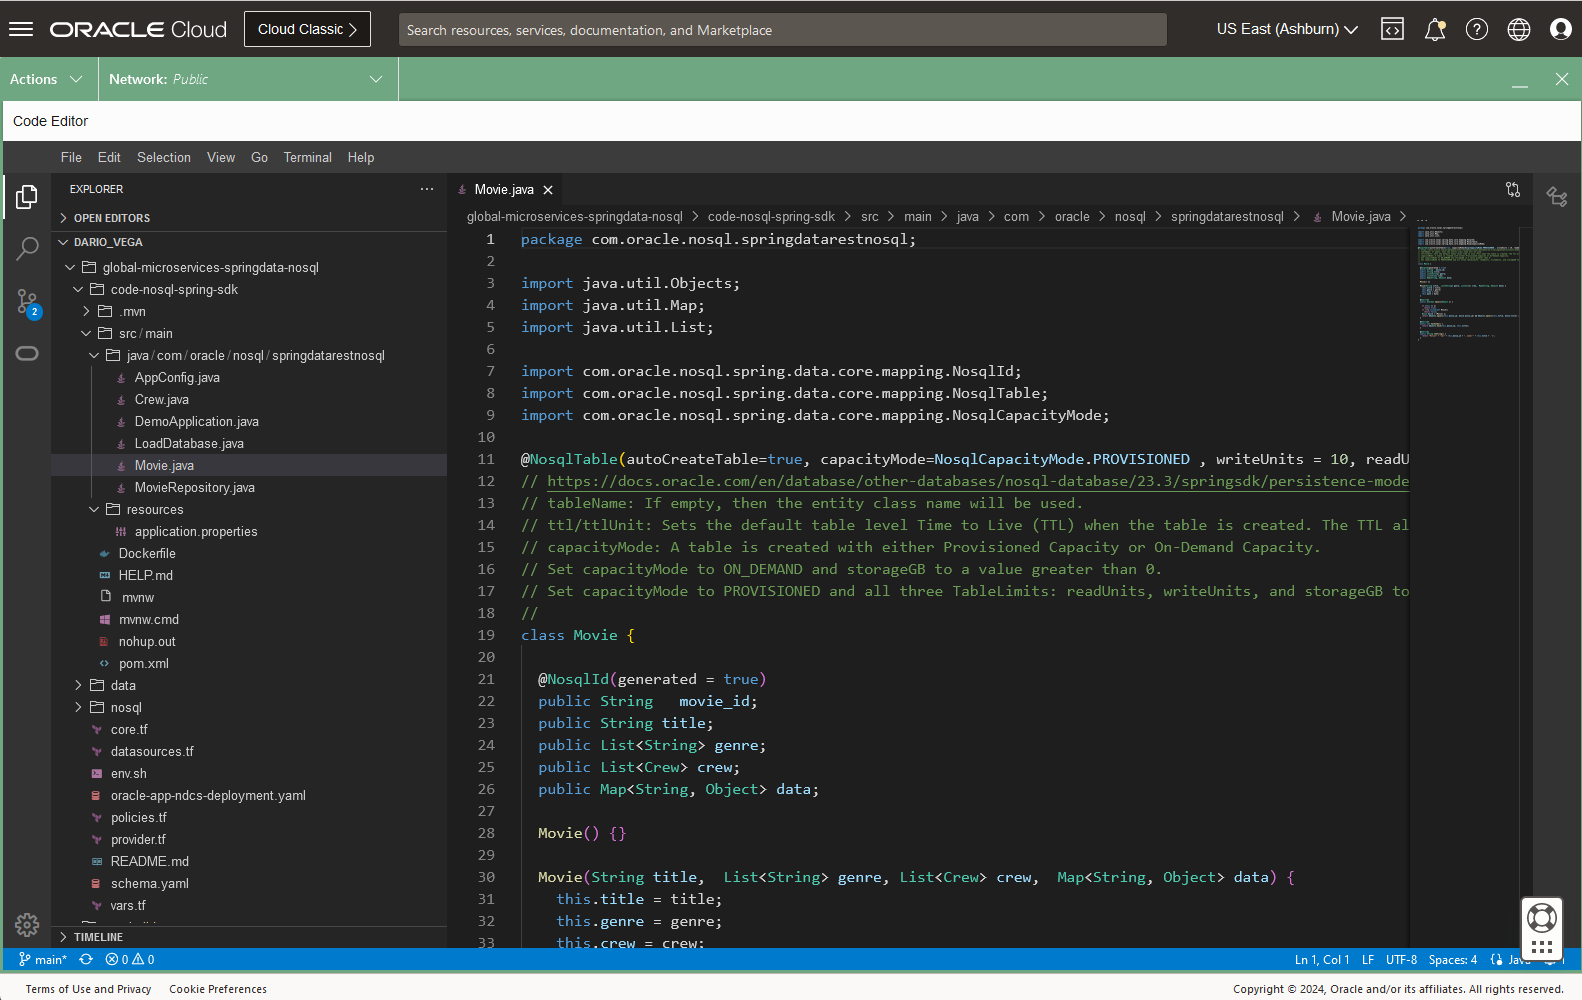 ORACLE Cloud
Cloud Classic
Search resources, services, documentation, and Marketplace
US East (Ashburn)
Actions
Network: Public
Code Editor
File Edit Selection View Go Terminal Help
EXPLORER
OPEN EDITORS
DARIO_VEGA
global-microservices-springdata-nosql
code-nosql-spring-sdk
.mvn
src / main
java / com / oracle / nosql / springdatarestnosql
AppConfig.java
Crew.java
DemoApplication.java
LoadDatabase.java
Movie.java
MovieRepository.java
resources
application.properties
Dockerfile
HELP.md
mvnw
mvnw.cmd
nohup.out
pom.xml
data
nosql
core.tf
datasources.tf
env.sh
oracle-app-ndcs-deployment.yaml
policies.tf
provider.tf
README.md
schema.yaml
vars.tf
TIMELINE
2
Movie.java
global-microservices-springdata-nosql > code-nosql-spring-sdk > src > main > java > com > oracle > nosql > springdatarestnosql > Movie.java > ...
1 package com.oracle.nosql.springdatarestnosql;
2
3 import java.util.Objects;
4 import java.util.Map;
5 import java.util.List;
6
7 import com.oracle.nosql.spring.data.core.mapping.NosqlId;
8 import com.oracle.nosql.spring.data.core.mapping.NosqlTable;
9 import com.oracle.nosql.spring.data.core.mapping.NosqlCapacityMode;
10
11 @NosqlTable(autoCreateTable=true, capacityMode=NosqlCapacityMode.PROVISIONED , writeUnits = 10, readU
12 // https://docs.oracle.com/en/database/other-databases/nosql-database/23.3/springsdk/persistence-mode
13 // tableName: If empty, then the entity class name will be used.
14 // ttl/ttlUnit: Sets the default table level Time to Live (TTL) when the table is created. The TTL al
15 // capacityMode: A table is created with either Provisioned Capacity or On-Demand Capacity.
16 // Set capacityMode to ON_DEMAND and storageGB to a value greater than 0.
17 // Set capacityMode to PROVISIONED and all three TableLimits: readUnits, writeUnits, and storageGB to
18 //
19 class Movie {
20
21 @NosqlId(generated = true)
22 public String movie_id;
23 public String title;
24 public List<String> genre;
25 public List<Crew> crew;
26 public Map<String, Object> data;
27
28 Movie() {}
29
30 Movie(String title, List<String> genre, List<Crew> crew, Map<String, Object> data) {
31 this.title = title;
32 this.genre = genre;
33 this.crew = crew;
main* 0 0
Ln 1, Col 1 LF UTF-8 Spaces: 4
Terms of Use and Privacy Cookie Preferences
Copyright © 2024, Oracle and/or its affiliates. All rights reserved.